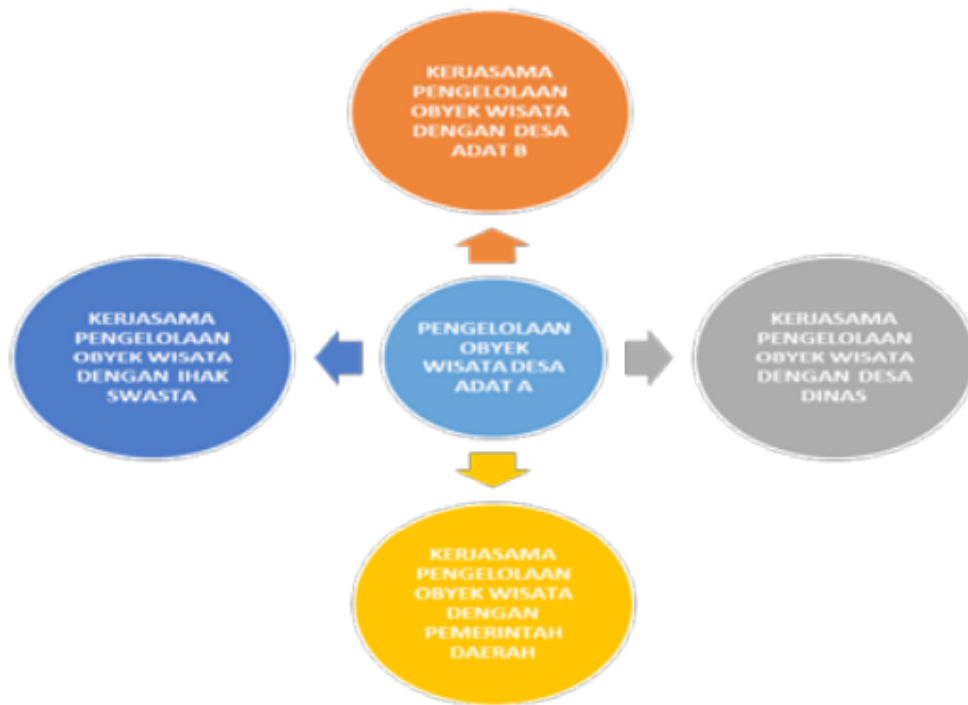 KERJASAMA
PENGELOLAAN
OBYEK WISATA
DENGAN DESA
ADAT B
KERJASAMA
PENGELOLAAN
OBYEK WISATA
DENGAN IHAK
SWASTA
PENGELOLAAN
OBYEK
WISATA DESA
ADAT A
KERJASAMA
PENGELOLAAN
OBYEK WISATA
DENGAN DESA
DINAS
KERJASAMA
PENGELOLAAN
OBYEK WISATA
DENGAN
PEMERINTAH
DAERAH